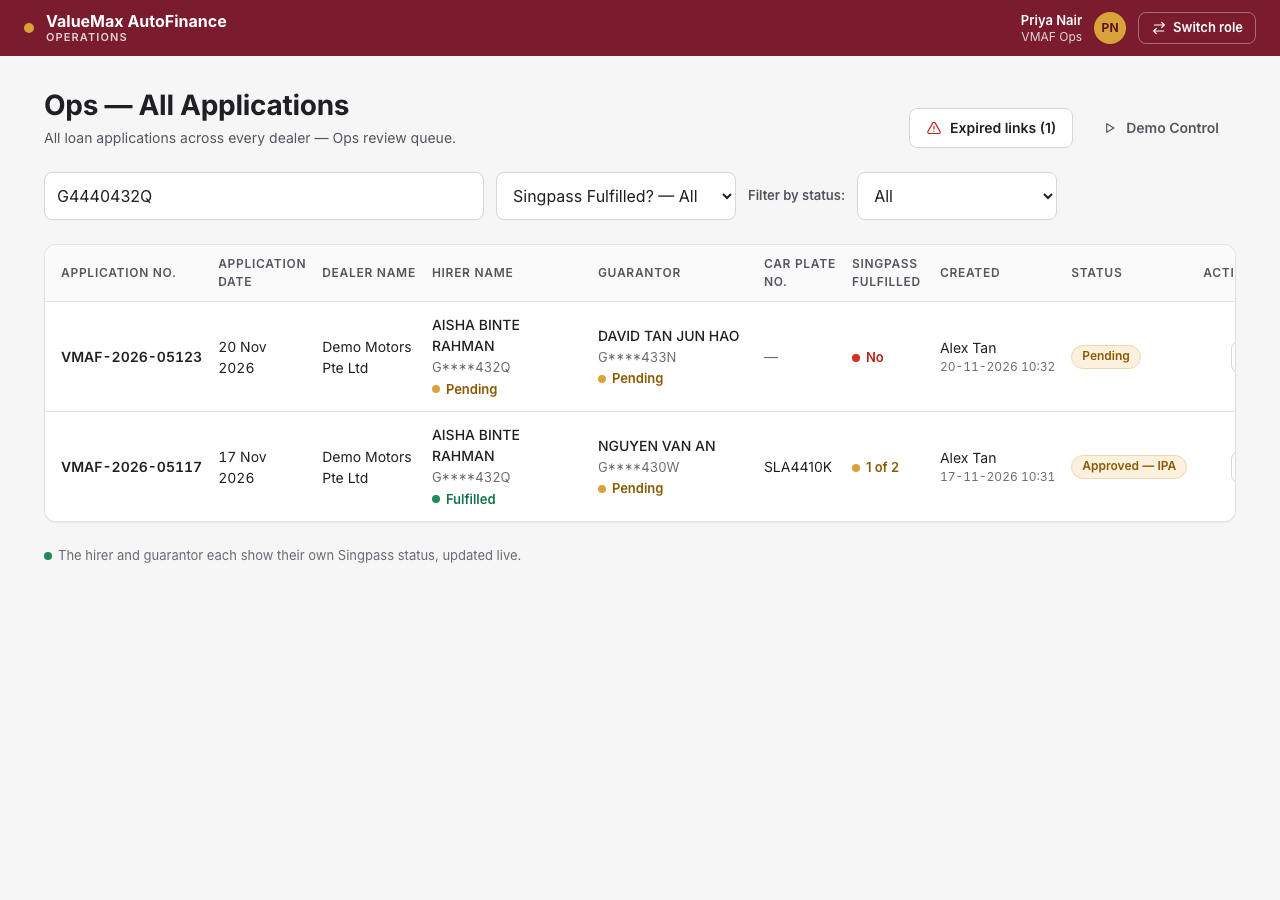 ValueMax AutoFinance
OPERATIONS
Priya Nair
VMAF Ops
PN
Switch role
Ops — All Applications
All loan applications across every dealer — Ops review queue.
Expired links (1)
Demo Control
G4440432Q
Singpass Fulfilled? — All
Filter by status:
All
APPLICATION NO.
APPLICATION DATE
DEALER NAME
HIRER NAME
GUARANTOR
CAR PLATE NO.
SINGPASS FULFILLED
CREATED
STATUS
ACTI
VMAF-2026-05123
20 Nov 2026
Demo Motors Pte Ltd
AISHA BINTE RAHMAN
G****432Q
Pending
DAVID TAN JUN HAO
G****433N
Pending
—
No
Alex Tan
20-11-2026 10:32
Pending
VMAF-2026-05117
17 Nov 2026
Demo Motors Pte Ltd
AISHA BINTE RAHMAN
G****432Q
Fulfilled
NGUYEN VAN AN
G****430W
Pending
SLA4410K
1 of 2
Alex Tan
17-11-2026 10:31
Approved — IPA
The hirer and guarantor each show their own Singpass status, updated live.